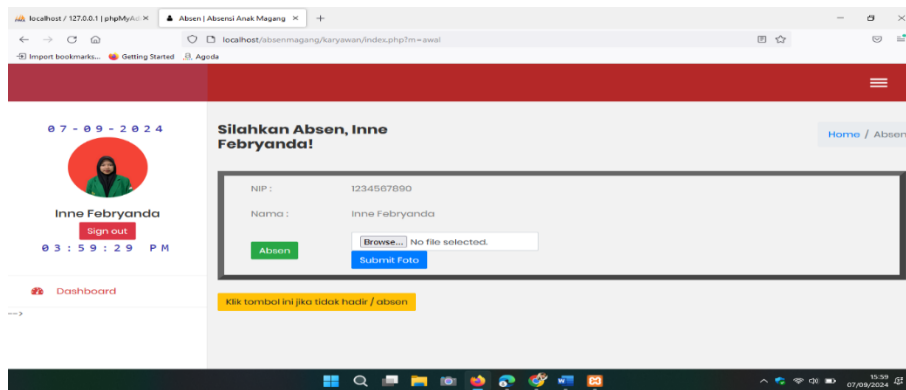 localhost / 127.0.0.1 | phpMyAd
Absen | Absensi Anak Magang
localhost/absenmagang/karyawan/index.php?m=awal
Import bookmarks... Getting Started Agoda
07-09-2024
Silahkan Absen, Inne
Febryanda!
Home / Absen
NIP : 1234567890
Nama : Inne Febryanda
Inne Febryanda
Sign out
03:59:29 PM
Absen Browse... No file selected.
Submit Foto
Dashboard
Klik tombol ini jika tidak hadir / absen
-->
15:59
07/09/2024